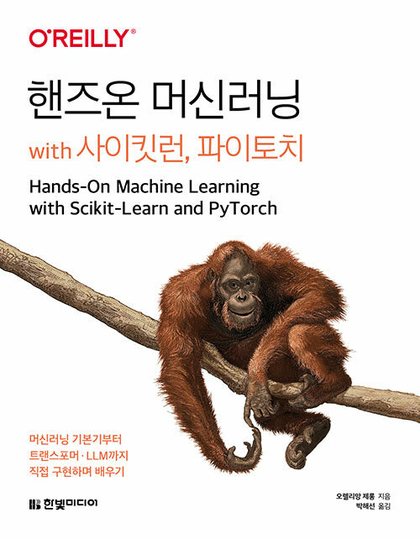 O'REILLY®
핸즈온 머신러닝
with 사이킷런, 파이토치
Hands-On Machine Learning
with Scikit-Learn and PyTorch
머신러닝 기본기부터
트랜스포머·LLM까지
직접 구현하며 배우기
한빛미디어
오렐리앙 제롱 지음
박해선 옮김